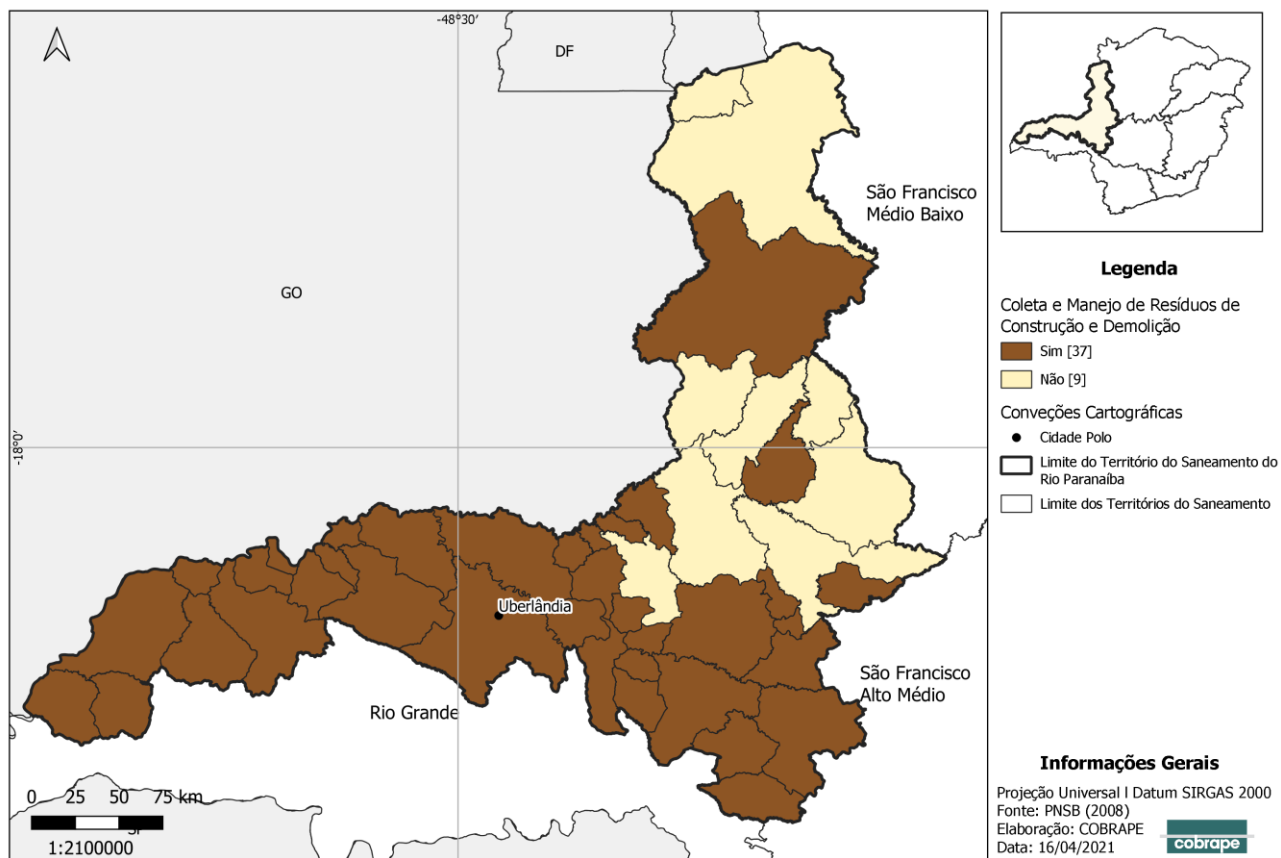 -48°30'
DF
São Francisco
Médio Baixo
GO
-18°0'
Uberlândia
São Francisco
Alto Médio
Rio Grande
0 25 50 75 km
1:2100000
Legenda
Coleta e Manejo de Resíduos de
Construção e Demolição
Sim [37]
Não [9]
Conveções Cartográficas
Cidade Polo
Limite do Território do Saneamento do
Rio Paranaíba
Limite dos Territórios do Saneamento
Informações Gerais
Projeção Universal l Datum SIRGAS 2000
Fonte: PNSB (2008)
Elaboração: COBRAPE
Data: 16/04/2021
cobrape